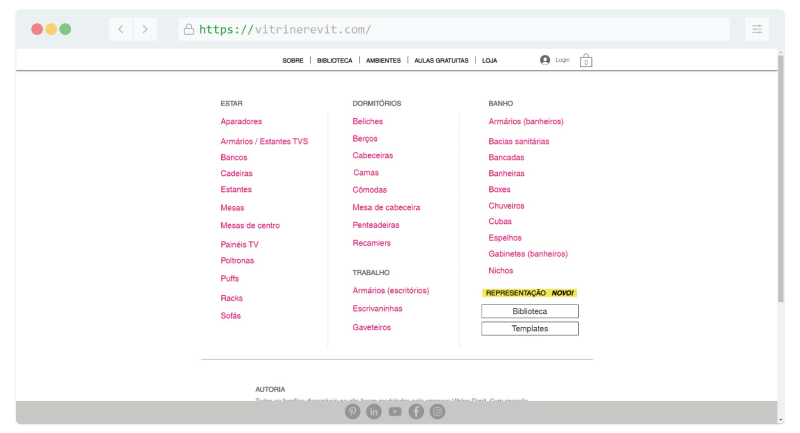 https://vitrinerevit.com/
SOBRE | BIBLIOTECA | AMBIENTES | AULAS GRATUITAS | LOJA
Login
0
ESTAR
Aparadores
Armários / Estantes TVS
Bancos
Cadeiras
Estantes
Mesas
Mesas de centro
Painéis TV
Poltronas
Puffs
Racks
Sofás
DORMITÓRIOS
Beliches
Berços
Cabeceiras
Camas
Cômodas
Mesa de cabeceira
Penteadeiras
Recamiers
TRABALHO
Armários (escritórios)
Escrivaninhas
Gaveteiros
BANHO
Armários (banheiros)
Bacias sanitárias
Bancadas
Banheiras
Boxes
Chuveiros
Cubas
Espelhos
Gabinetes (banheiros)
Nichos
REPRESENTAÇÃO NOVO!
Biblioteca
Templates
AUTORIA